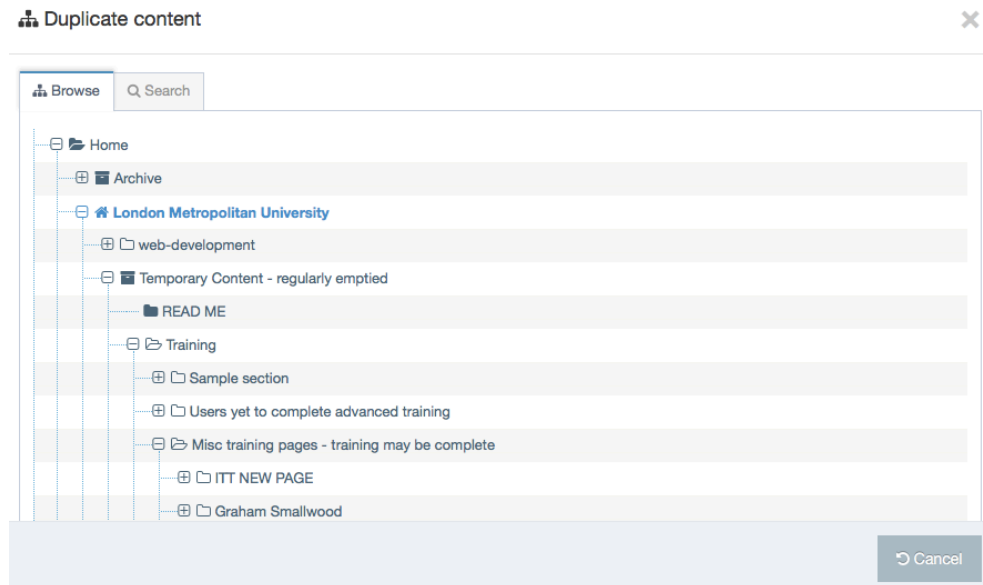 Duplicate content
Browse
Search
Home
Archive
London Metropolitan University
web-development
Temporary Content - regularly emptied
READ ME
Training
Sample section
Users yet to complete advanced training
Misc training pages - training may be complete
ITT NEW PAGE
Graham Smallwood
Cancel